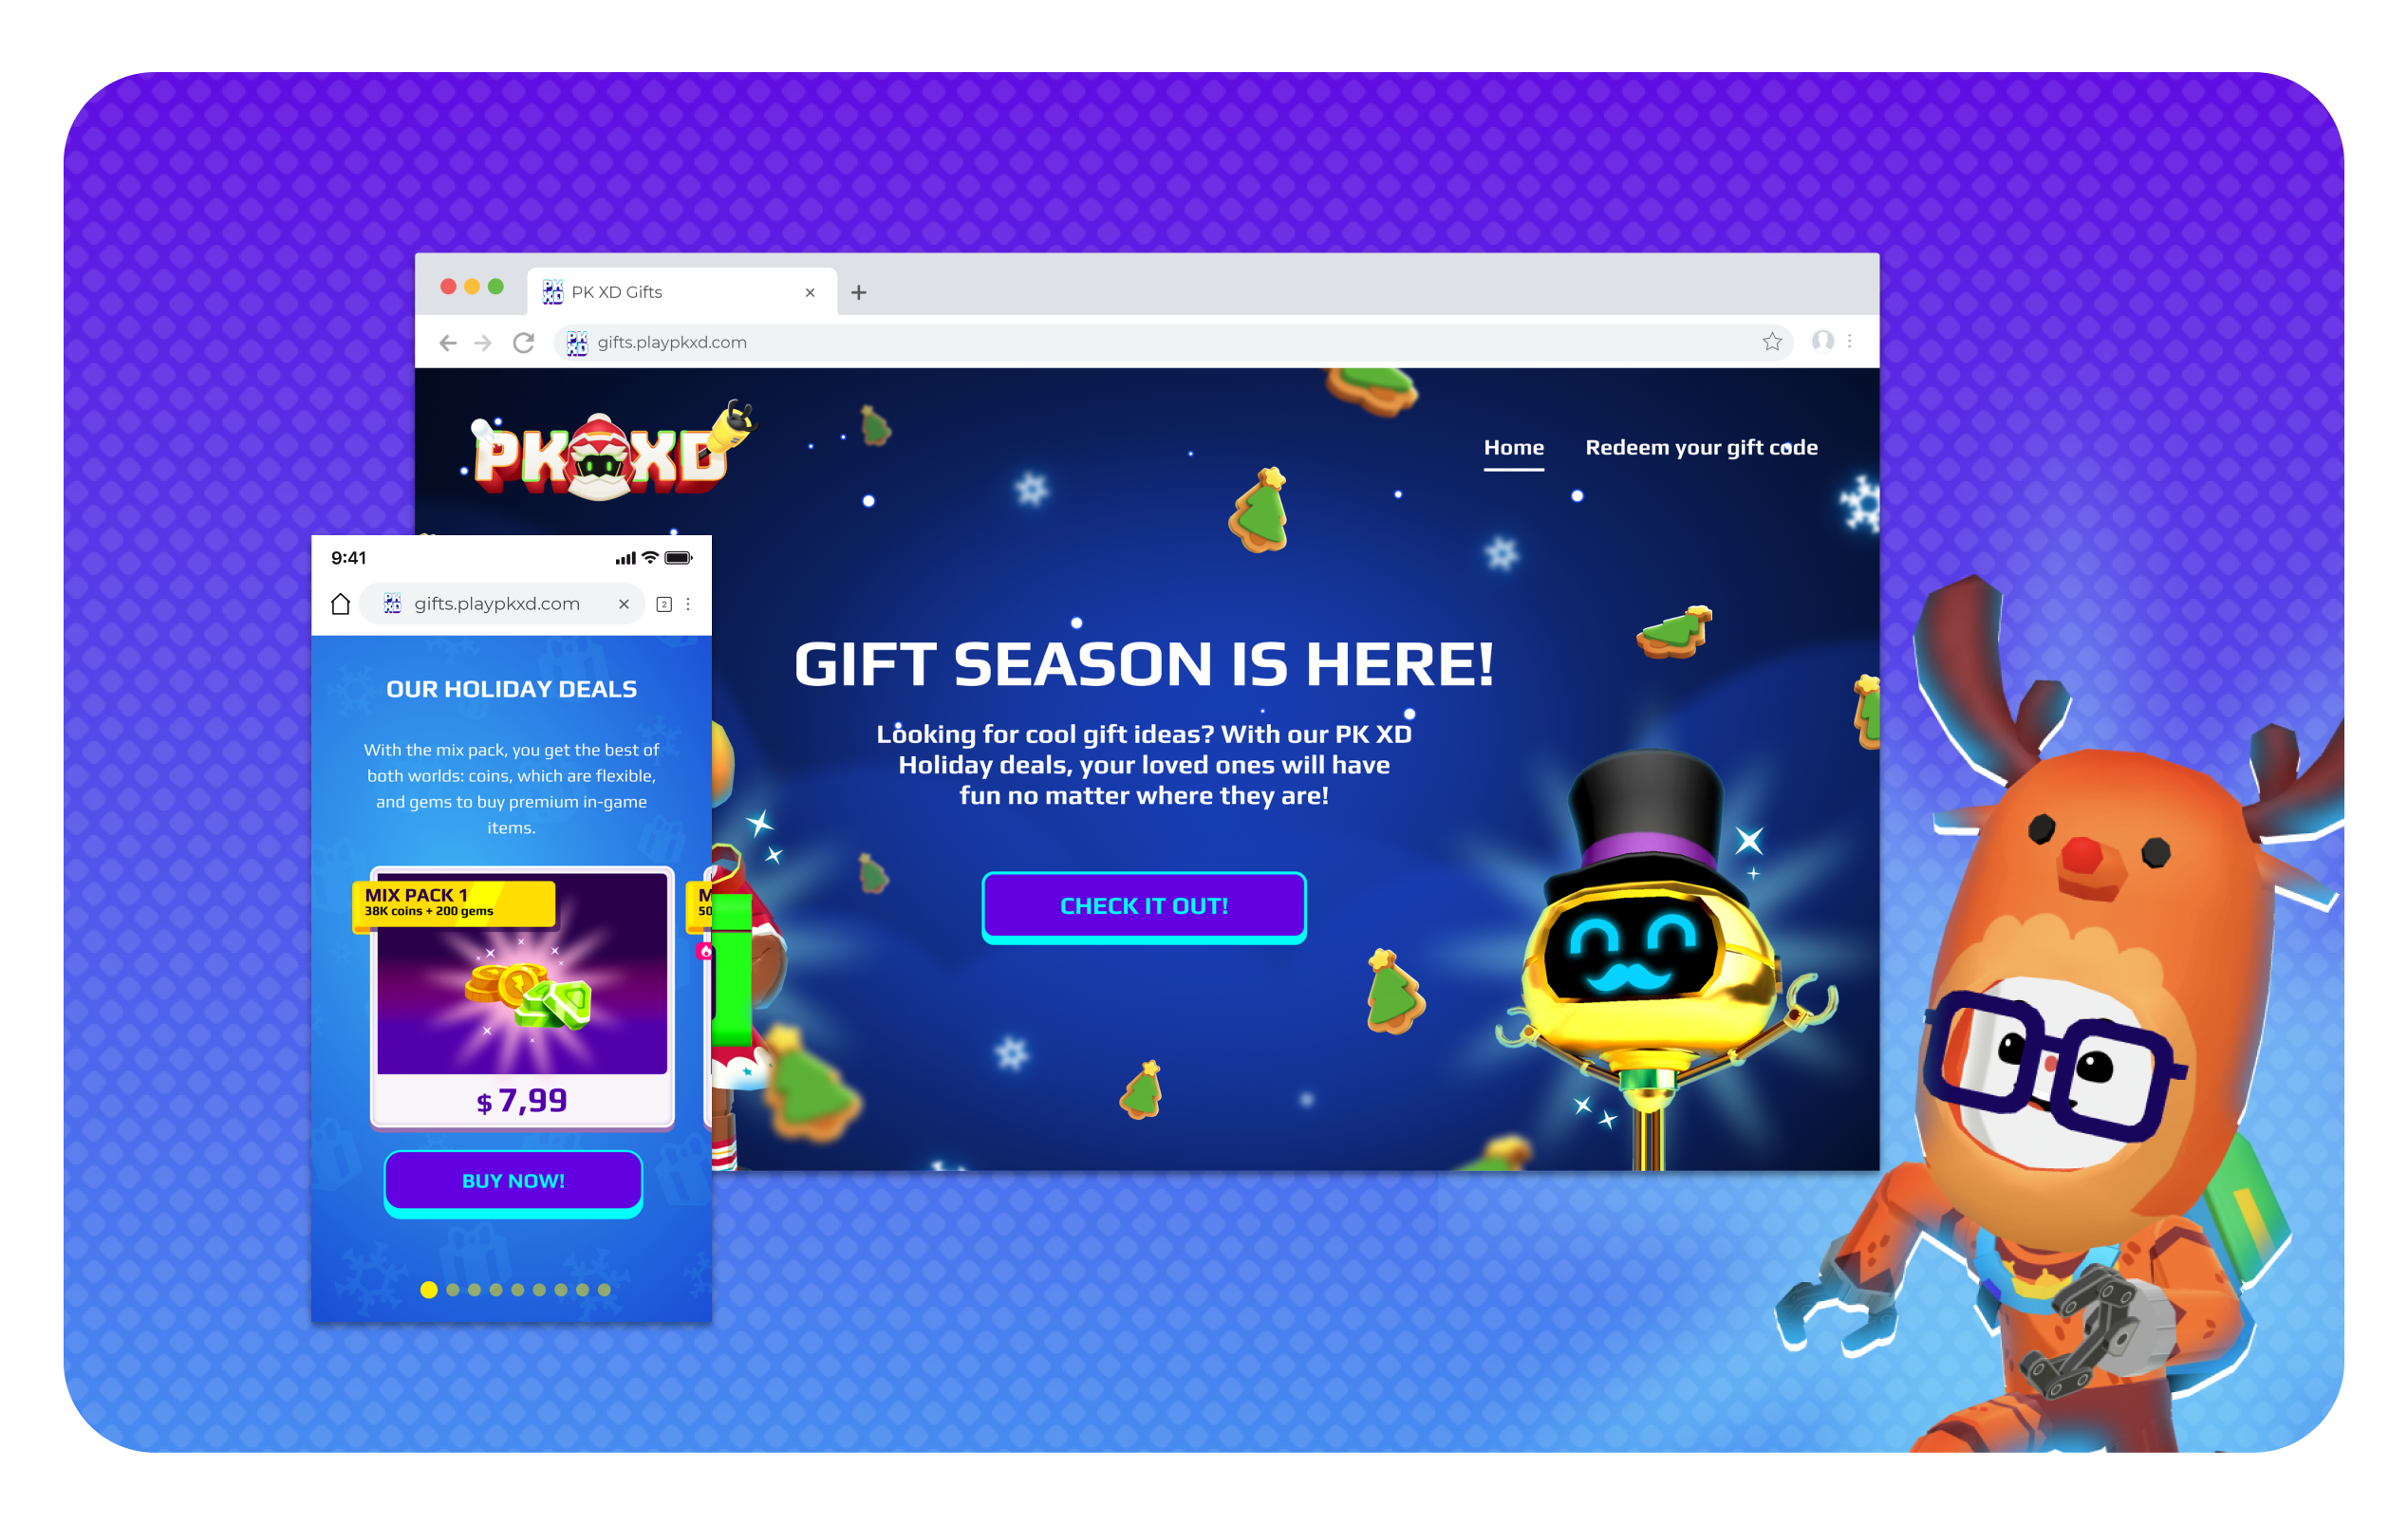 PK XD Gifts
gifts.playpkxd.com
PK XD
Home
Redeem your gift code
GIFT SEASON IS HERE!
Looking for cool gift ideas? With our PK XD
Holiday deals, your loved ones will have
fun no matter where they are!
CHECK IT OUT!
9:41
gifts.playpkxd.com
2
OUR HOLIDAY DEALS
With the mix pack, you get the best of
both worlds: coins, which are flexible,
and gems to buy premium in-game
items.
MIX PACK 1
38K coins + 200 gems
M
50
$ 7,99
BUY NOW!